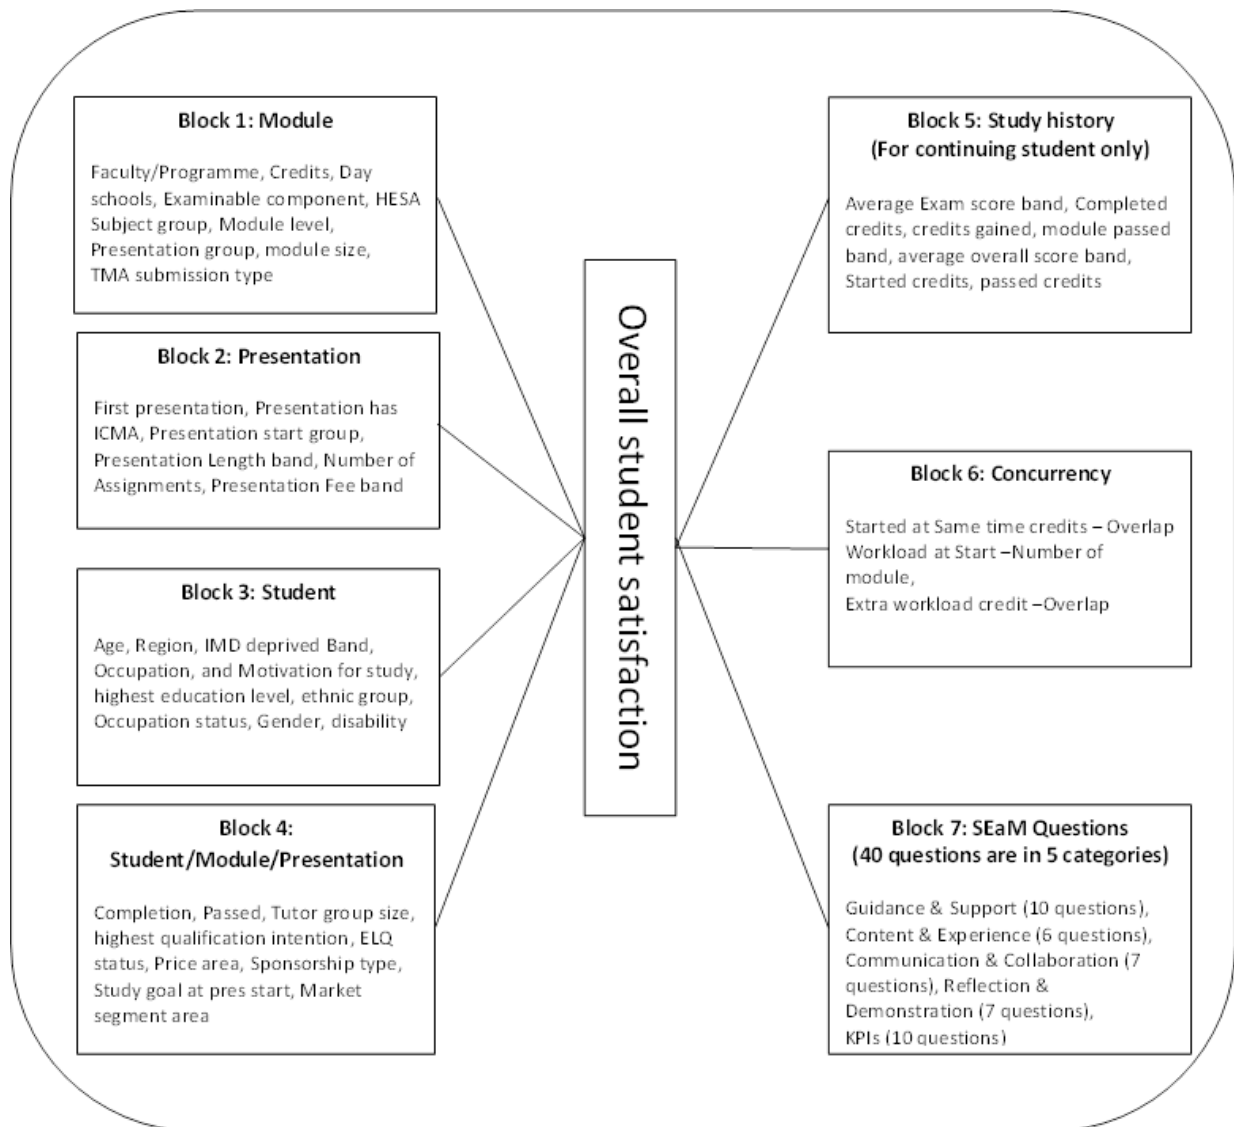 Block 1: Module
Faculty/Programme, Credits, Day
schools, Examinable component, HESA
Subject group, Module level,
Presentation group, module size,
TMA submission type
Block 2: Presentation
First presentation, Presentation has
ICMA, Presentation start group,
Presentation Length band, Number of
Assignments, Presentation Fee band
Block 3: Student
Age, Region, IMD deprived Band,
Occupation, and Motivation for study,
highest education level, ethnic group,
Occupation status, Gender, disability
Block 4:
Student/Module/Presentation
Completion, Passed, Tutor group size,
highest qualification intention, ELQ
status, Price area, Sponsorship type,
Study goal at pres start, Market
segment area
Overall student satisfaction
Block 5: Study history
(For continuing student only)
Average Exam score band, Completed
credits, credits gained, module passed
band, average overall score band,
Started credits, passed credits
Block 6: Concurrency
Started at Same time credits – Overlap
Workload at Start –Number of
module,
Extra workload credit –Overlap
Block 7: SEaM Questions
(40 questions are in 5 categories)
Guidance & Support (10 questions),
Content & Experience (6 questions),
Communication & Collaboration (7
questions), Reflection &
Demonstration (7 questions),
KPIs (10 questions)